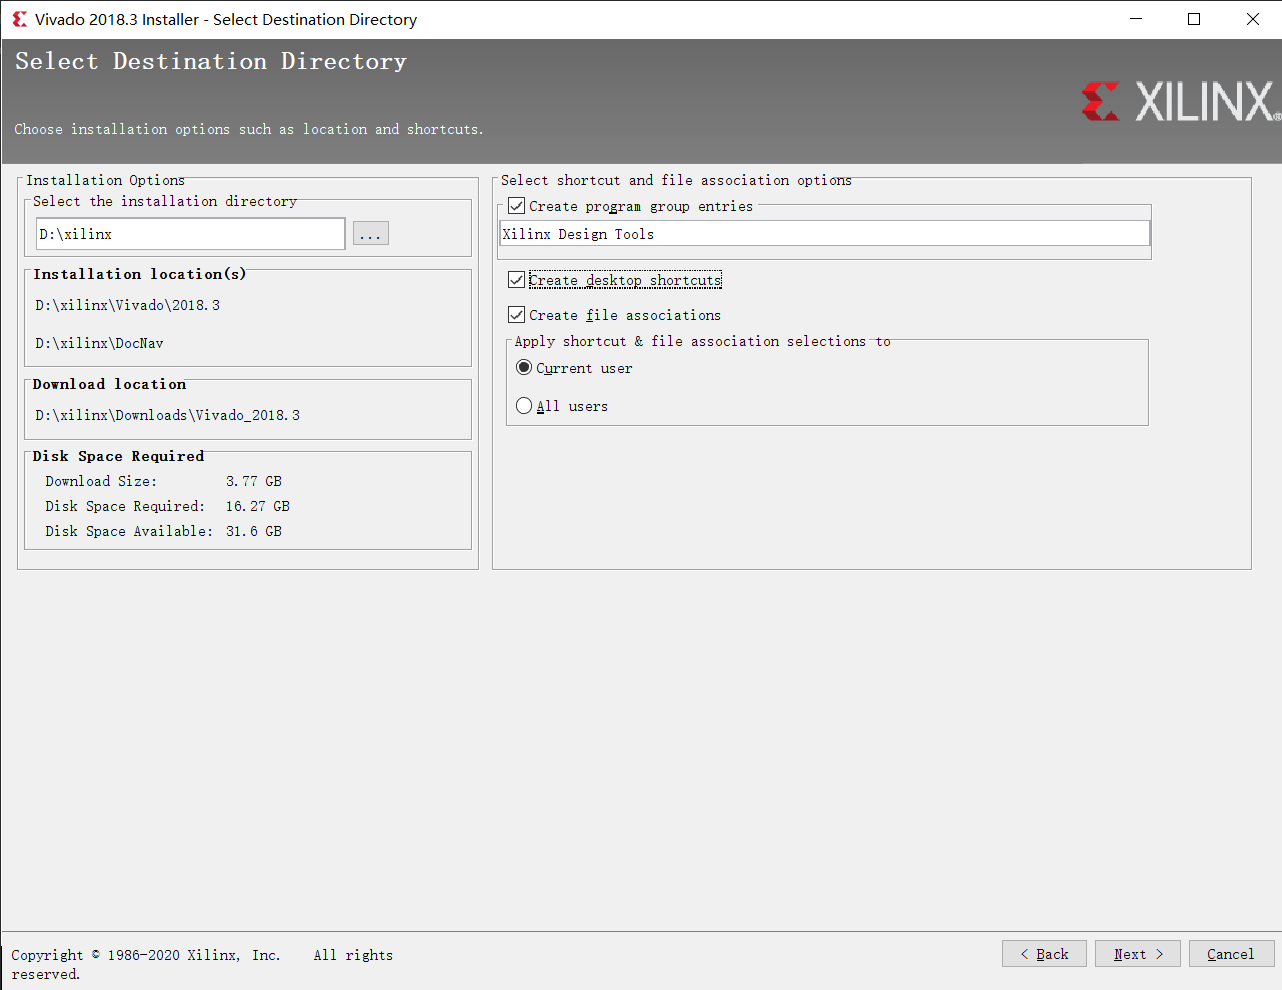 Vivado 2018.3 Installer - Select Destination Directory
Select Destination Directory
Choose installation options such as location and shortcuts.
XILINX®
Installation Options
Select the installation directory
D:\xilinx
...
Installation location(s)
D:\xilinx\Vivado\2018.3
D:\xilinx\DocNav
Download location
D:\xilinx\Downloads\Vivado_2018.3
Disk Space Required
Download Size: 3.77 GB
Disk Space Required: 16.27 GB
Disk Space Available: 31.6 GB
Select shortcut and file association options
Create program group entries
Xilinx Design Tools
Create desktop shortcuts
Create file associations
Apply shortcut & file association selections to
Current user
All users
Copyright © 1986-2020 Xilinx, Inc. All rights
reserved.
< Back
Next >
Cancel